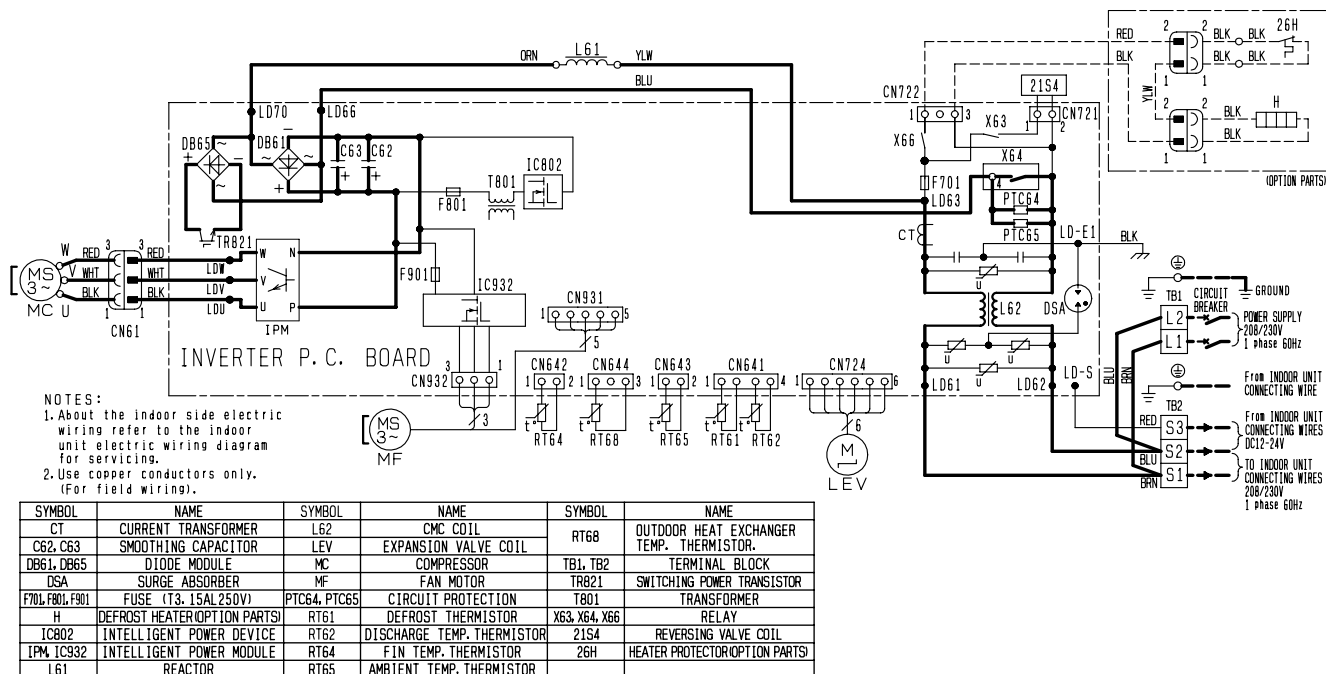 L61
ORN
YLW
BLU
RED
BLK
2
2
BLK
BLK
26H
BLK
BLK
1
1
YLW
2
2
BLK
H
BLK
1
1
(OPTION PARTS)
CN722
21S4
1
3
1
2
CN721
X63
X66
X64
4
F701
LD63
PTC64
PTC65
CT
LD-E1
BLK
LD70
LD66
DB65
DB61
C63
C62
T801
IC802
F801
TR821
W
RED
3
3
RED
V
WHT
WHT
BLK
BLK
1
1
MS
3~
MC
U
CN61
LDW
LDV
LDU
W
N
V
U
P
IPM
F901
IC932
CN931
1
5
5
U
L62
DSA
U
U
U
TB1
CIRCUIT
BREAKER
GROUND
L2
L1
POWER SUPPLY
208/230V
1 phase 60Hz
INVERTER P.C. BOARD
3
1
CN932
3
CN642
1
2
t°
RT64
CN644
1
3
t°
RT68
CN643
1
2
t°
RT65
CN641
1
4
t°
t°
RT61
RT62
CN724
1
6
6
M
LEV
LD61
LD62
LD-S
BLU
BRN
From INDOOR UNIT
CONNECTING WIRE
TB2
RED
S3
From INDOOR UNIT
CONNECTING WIRES
DC12-24V
S2
BLU
S1
BRN
TO INDOOR UNIT
CONNECTING WIRES
208/230V
1 phase 60Hz
MS
3~
MF
NOTES:
1. About the indoor side electric
wiring refer to the indoor
unit electric wiring diagram
for servicing.
2. Use copper conductors only.
(For field wiring).
SYMBOL NAME SYMBOL NAME SYMBOL NAME
CT CURRENT TRANSFORMER L62 CMC COIL RT68 OUTDOOR HEAT EXCHANGER
TEMP. THERMISTOR.
C62, C63 SMOOTHING CAPACITOR LEV EXPANSION VALVE COIL
DB61, DB65 DIODE MODULE MC COMPRESSOR TB1, TB2 TERMINAL BLOCK
DSA SURGE ABSORBER MF FAN MOTOR TR821 SWITCHING POWER TRANSISTOR
F701, F801, F901 FUSE (T3.15AL250V) PTC64, PTC65 CIRCUIT PROTECTION T801 TRANSFORMER
H DEFROST HEATER(OPTION PARTS) RT61 DEFROST THERMISTOR X63, X64, X66 RELAY
IC802 INTELLIGENT POWER DEVICE RT62 DISCHARGE TEMP. THERMISTOR 21S4 REVERSING VALVE COIL
IPM, IC932 INTELLIGENT POWER MODULE RT64 FIN TEMP. THERMISTOR 26H HEATER PROTECTOR(OPTION PARTS)
L61 REACTOR RT65 AMBIENT TEMP. THERMISTOR